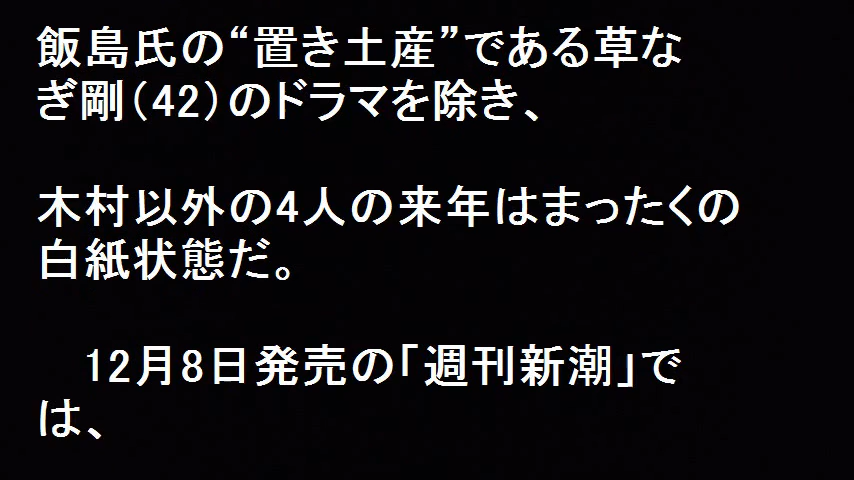 飯島氏の“置き土産”である草な
ぎ剛(42)のドラマを除き、
木村以外の4人の来年はまったくの
白紙状態だ。
　12月8日発売の「週刊新潮」で
は、